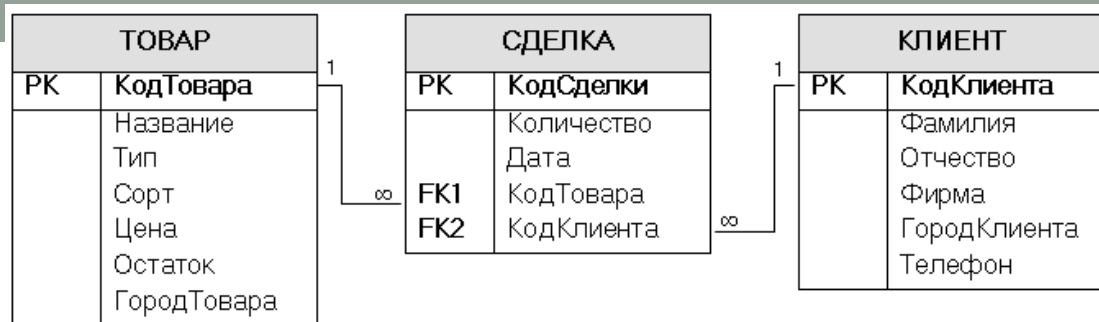 ТОВАР
PK КодТовара
Название
Тип
Сорт
Цена
Остаток
ГородТовара
1
∞
СДЕЛКА
PK КодСделки
Количество
Дата
FK1 КодТовара
FK2 КодКлиента
1
∞
КЛИЕНТ
PK КодКлиента
Фамилия
Отчество
Фирма
ГородКлиента
Телефон